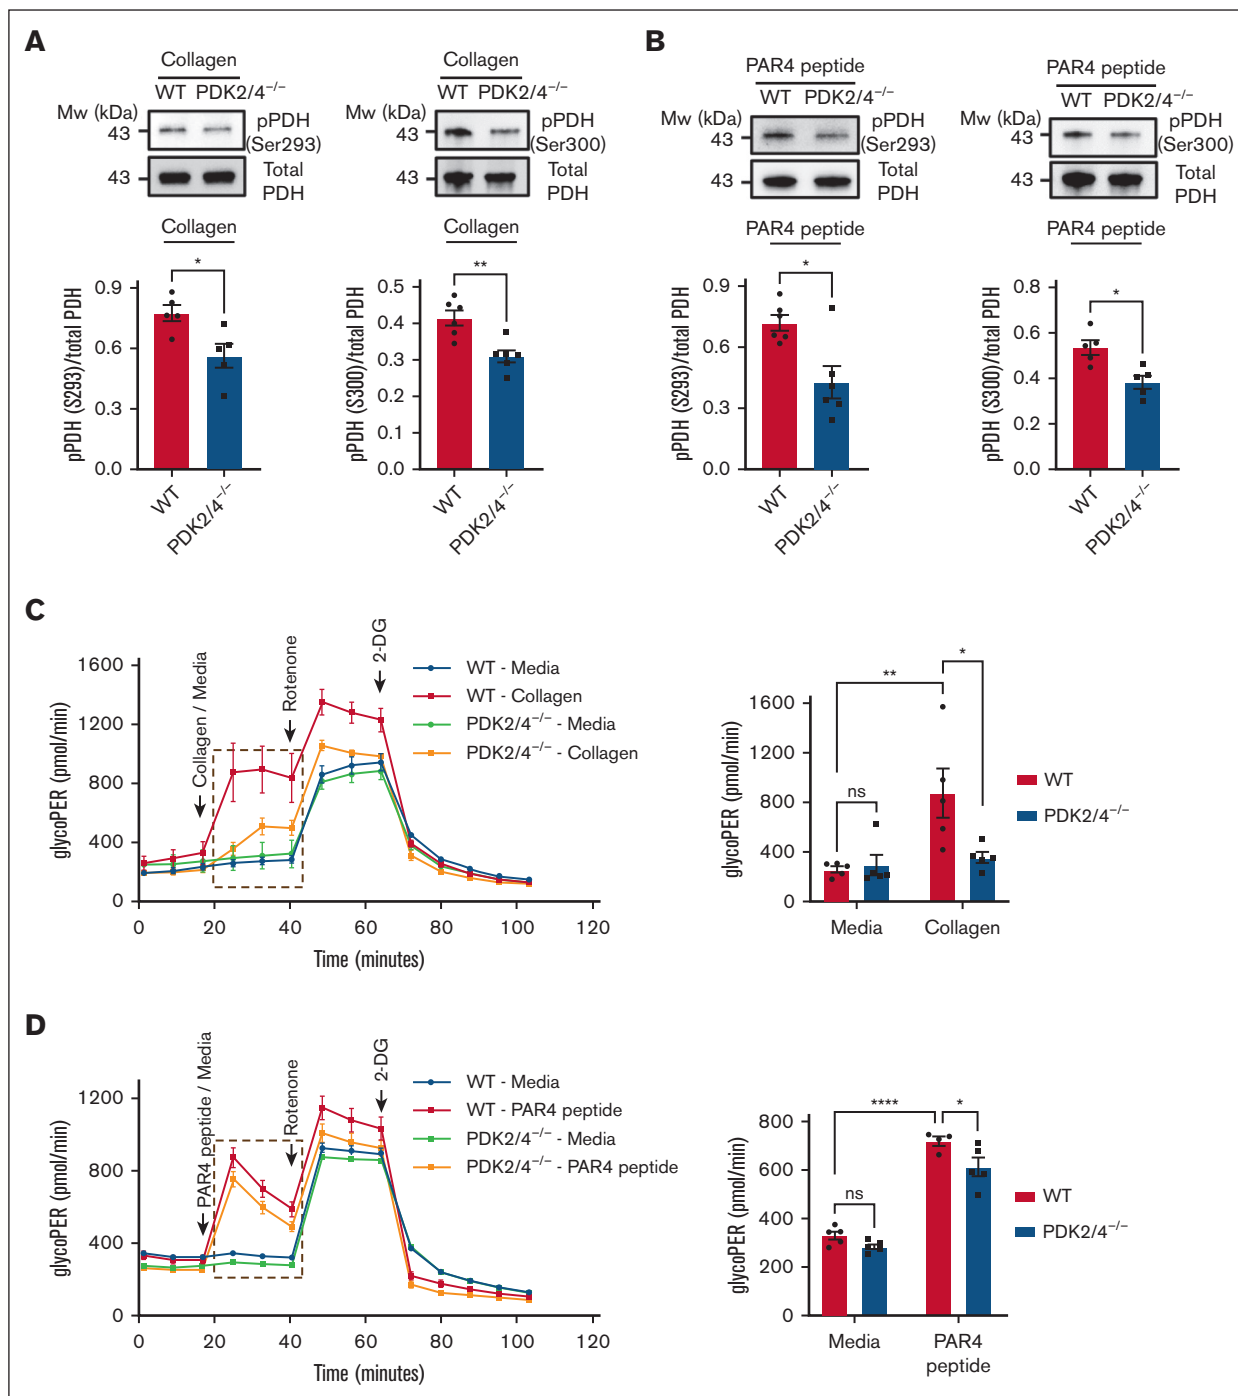 A
Collagen
WT PDK2/4⁻/⁻
Mw (kDa)
43
pPDH
(Ser293)
43
Total
PDH
Collagen
WT PDK2/4⁻/⁻
Mw (kDa)
43
pPDH
(Ser300)
43
Total
PDH
Collagen
*
pPDH (S293)/total PDH
0.9
0.6
0.3
0.0
WT
PDK2/4⁻/⁻
Collagen
**
pPDH (S300)/total PDH
0.5
0.4
0.3
0.2
0.1
0.0
WT
PDK2/4⁻/⁻
B
PAR4 peptide
WT PDK2/4⁻/⁻
Mw (kDa)
43
pPDH
(Ser293)
43
Total
PDH
PAR4 peptide
WT PDK2/4⁻/⁻
Mw (kDa)
43
pPDH
(Ser300)
43
Total
PDH
PAR4 peptide
*
pPDH (S293)/total PDH
0.9
0.6
0.3
0.0
WT
PDK2/4⁻/⁻
PAR4 peptide
*
pPDH (S300)/total PDH
0.8
0.6
0.4
0.2
0.0
WT
PDK2/4⁻/⁻
C
glycoPER (pmol/min)
1600
1200
800
400
0
0 20 40 60 80 100 120
Time (minutes)
Collagen / Media
Rotenone
2-DG
WT - Media
WT - Collagen
PDK2/4⁻/⁻ - Media
PDK2/4⁻/⁻ - Collagen
glycoPER (pmol/min)
1600
1200
800
400
0
ns
**
*
Media Collagen
WT
PDK2/4⁻/⁻
D
glycoPER (pmol/min)
1200
800
400
0
0 20 40 60 80 100 120
Time (minutes)
PAR4 peptide / Media
Rotenone
2-DG
WT - Media
WT - PAR4 peptide
PDK2/4⁻/⁻ - Media
PDK2/4⁻/⁻ - PAR4 peptide
glycoPER (pmol/min)
800
600
400
200
0
ns
****
*
Media PAR4
peptide
WT
PDK2/4⁻/⁻